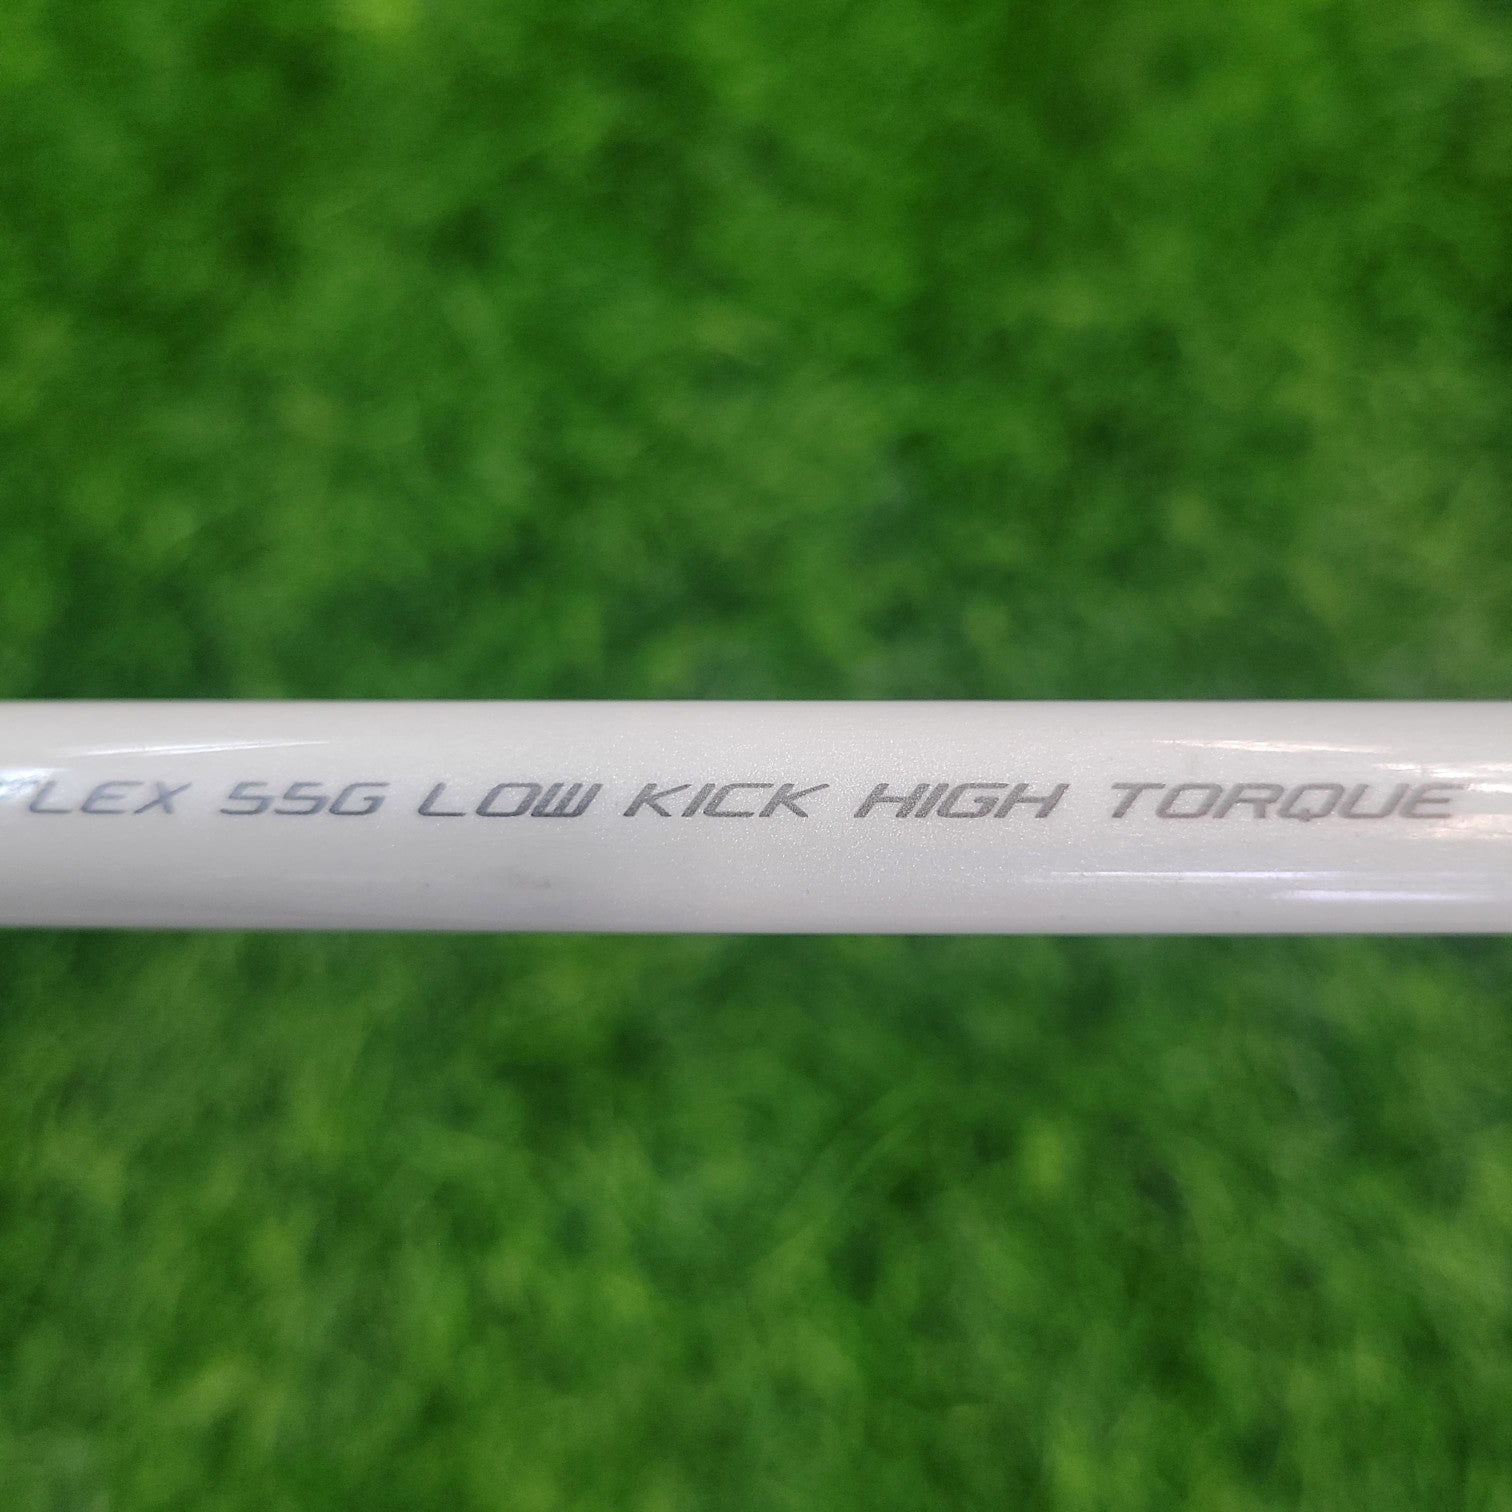 LEX 55G LOW KICK HIGH TORQUE